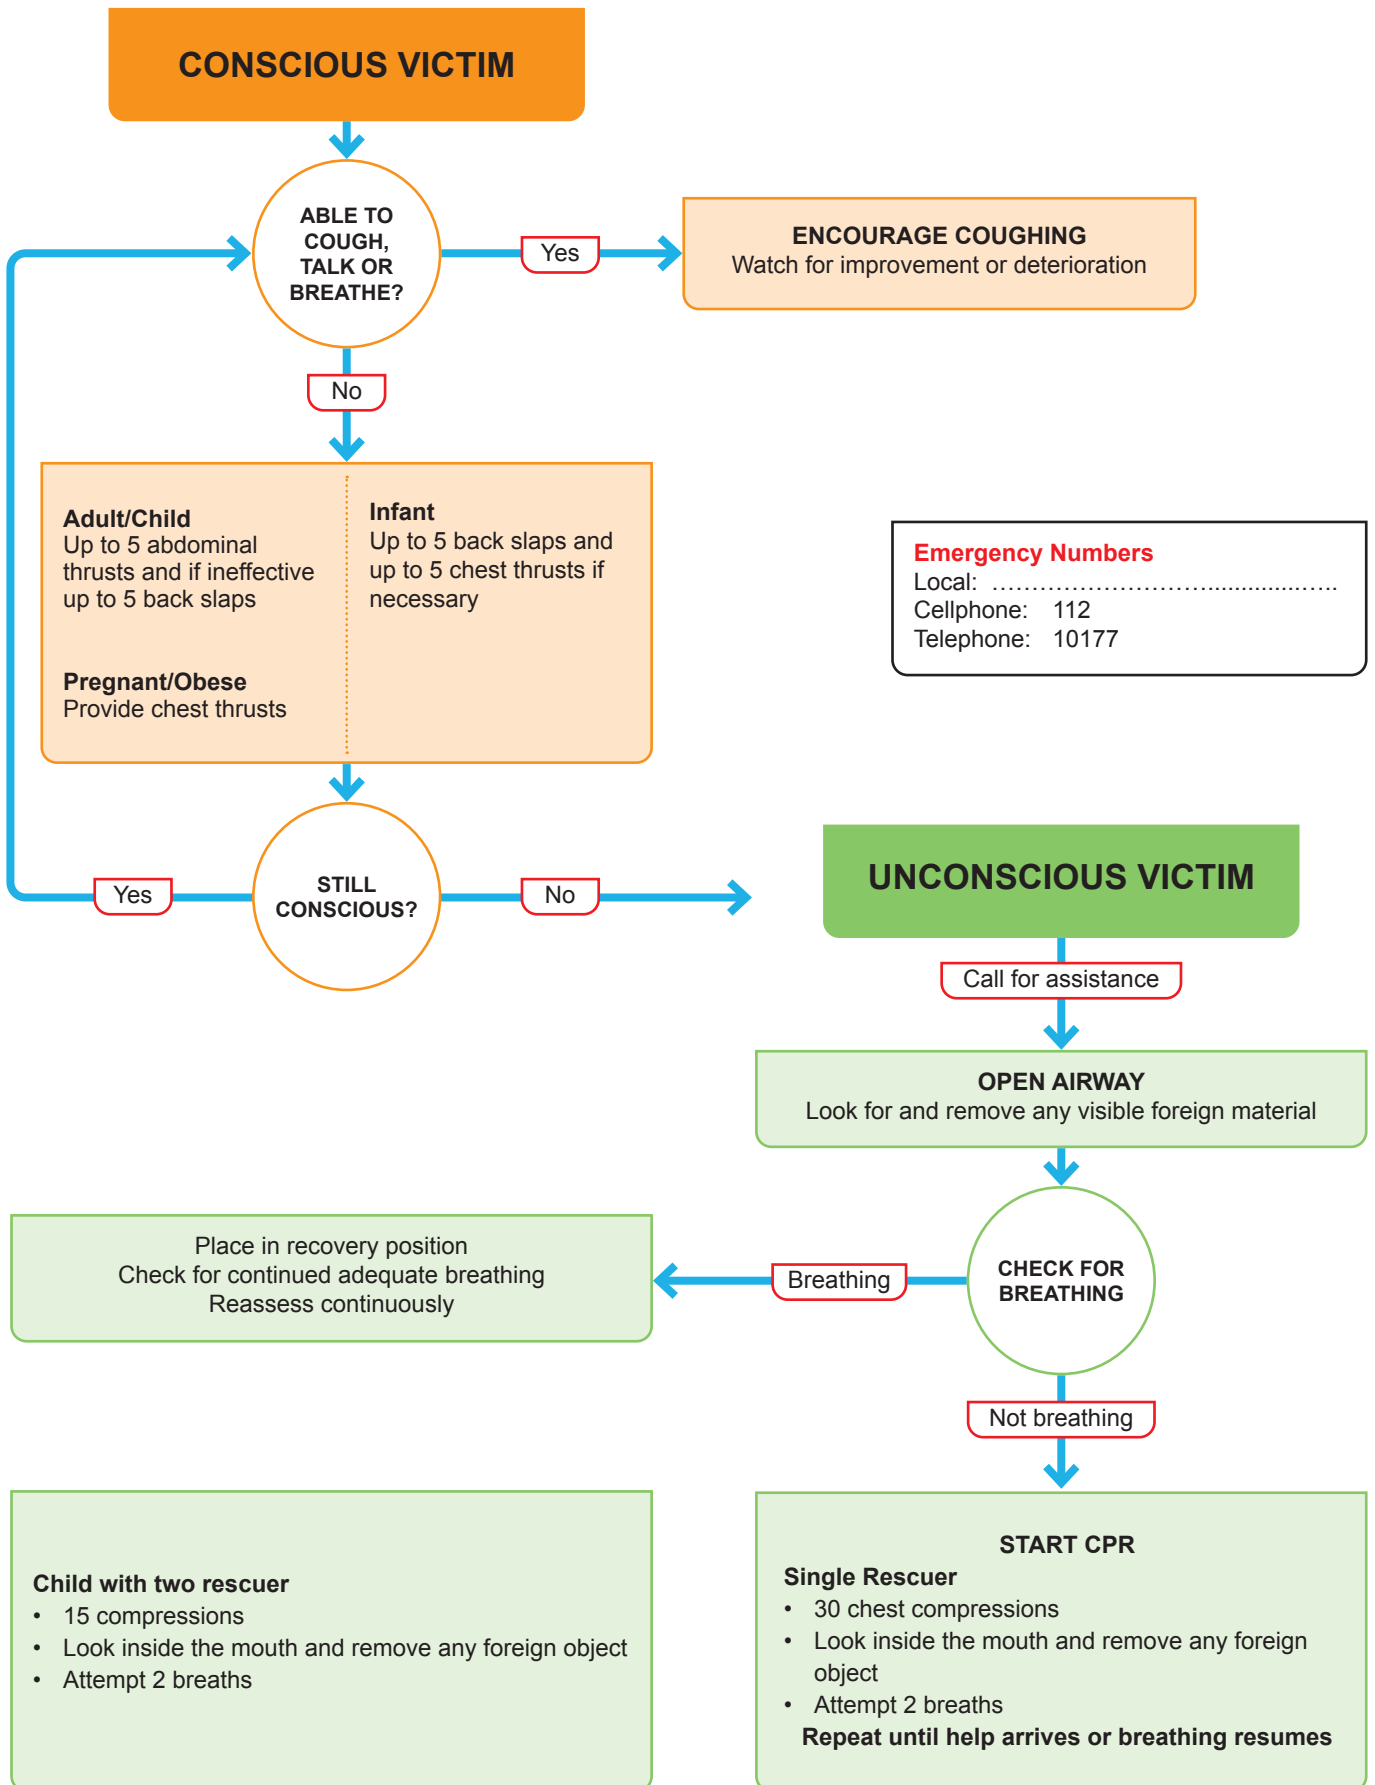 CONSCIOUS VICTIM
ABLE TO
COUGH,
TALK OR
BREATHE?
Yes
ENCOURAGE COUGHING
Watch for improvement or deterioration
No
Adult/Child
Up to 5 abdominal
thrusts and if ineffective
up to 5 back slaps
Pregnant/Obese
Provide chest thrusts
Infant
Up to 5 back slaps and
up to 5 chest thrusts if
necessary
Emergency Numbers
Local: ……………………….............…..
Cellphone: 112
Telephone: 10177
STILL
CONSCIOUS?
Yes
No
UNCONSCIOUS VICTIM
Call for assistance
OPEN AIRWAY
Look for and remove any visible foreign material
CHECK FOR
BREATHING
Breathing
Place in recovery position
Check for continued adequate breathing
Reassess continuously
Not breathing
START CPR
Single Rescuer
• 30 chest compressions
• Look inside the mouth and remove any foreign
object
• Attempt 2 breaths
Repeat until help arrives or breathing resumes
Child with two rescuer
• 15 compressions
• Look inside the mouth and remove any foreign object
• Attempt 2 breaths